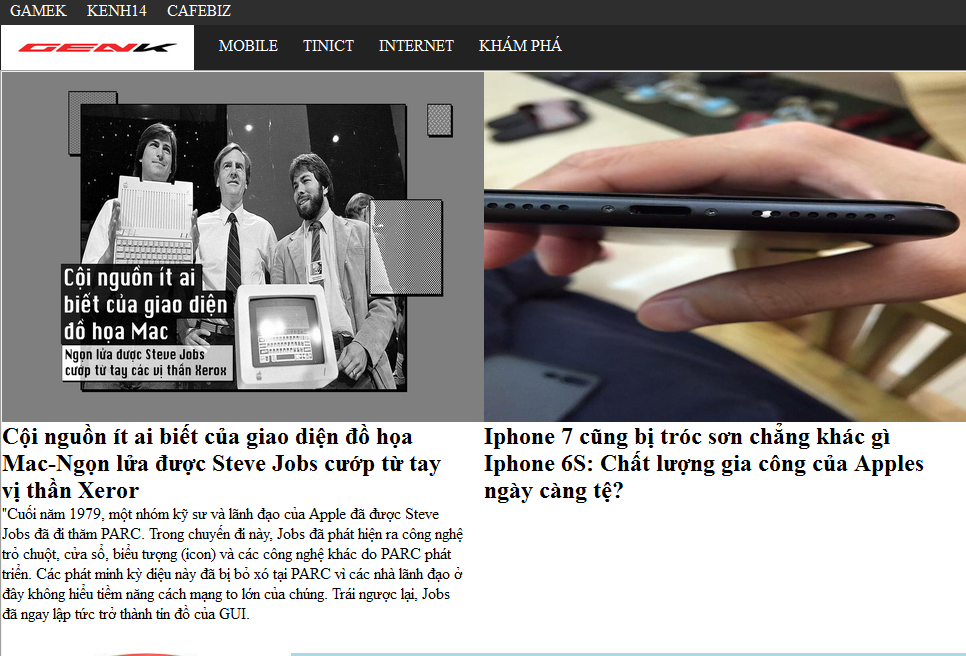 GAMEK KENH14 CAFEBIZ
GENK MOBILE TINICT INTERNET KHÁM PHÁ
Cội nguồn ít ai
biết của giao diện
đồ họa Mac
Ngọn lửa được Steve Jobs
cướp từ tay các vị thần Xerox
Cội nguồn ít ai biết của giao diện đồ họa
Mac-Ngọn lửa được Steve Jobs cướp từ tay
vị thần Xeror
"Cuối năm 1979, một nhóm kỹ sư và lãnh đạo của Apple đã được Steve
Jobs đã đi thăm PARC. Trong chuyến đi này, Jobs đã phát hiện ra công nghệ
trỏ chuột, cửa sổ, biểu tượng (icon) và các công nghệ khác do PARC phát
triển. Các phát minh kỳ diệu này đã bị bỏ xó tại PARC vì các nhà lãnh đạo ở
đây không hiểu tiềm năng cách mạng to lớn của chúng. Trái ngược lại, Jobs
đã ngay lập tức trở thành tín đồ của GUI.
Iphone 7 cũng bị tróc sơn chẳng khác gì
Iphone 6S: Chất lượng gia công của Apples
ngày càng tệ?